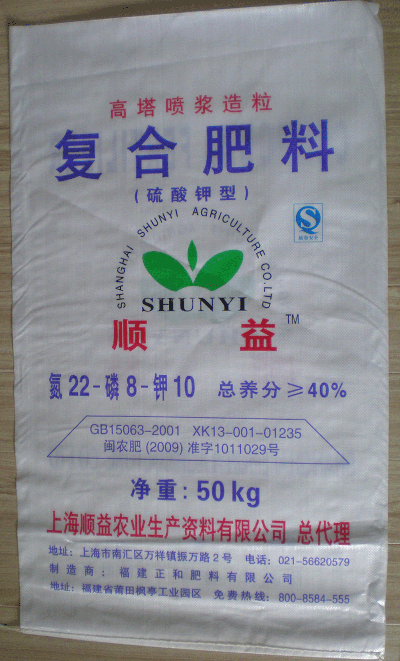 高塔喷浆造粒
复合肥料
(硫酸钾型)
SHANGHAI SHUNYI AGRICULTURE CO.LTD
SHUNYI
顺 益 TM
氮22-磷8-钾10 总养分≥40%
GB15063-2001 XK13-001-01235
闽农肥(2009)准字1011029号
净重:50kg
上海顺益农业生产资料有限公司 总代理
地址:上海市南汇区万祥镇振万路2号 电话:021-56620579
制造商:福建正和肥料有限公司
地址:福建省莆田枫亭工业园区 免费热线:800-8584-555